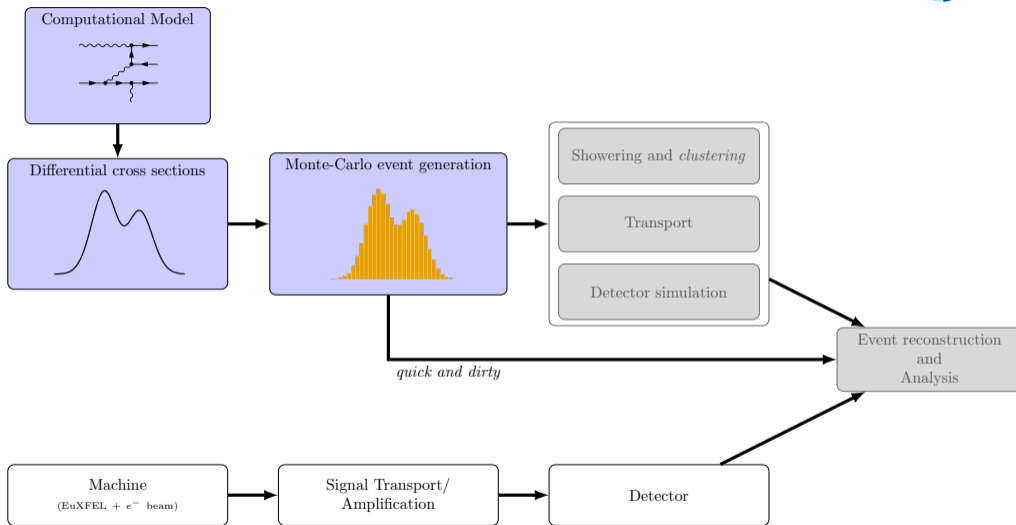 Computational Model
Differential cross sections
Monte-Carlo event generation
Showering and clustering
Transport
Detector simulation
quick and dirty
Event reconstruction
and
Analysis
Machine
(EuXFEL + e⁻ beam)
Signal Transport/
Amplification
Detector